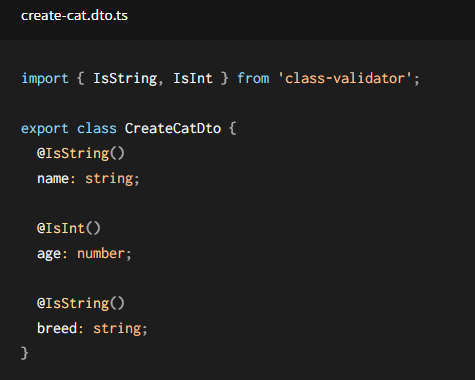 create-cat.dto.ts
import { IsString, IsInt } from 'class-validator';
export class CreateCatDto {
@IsString()
name: string;
@IsInt()
age: number;
@IsString()
breed: string;
}